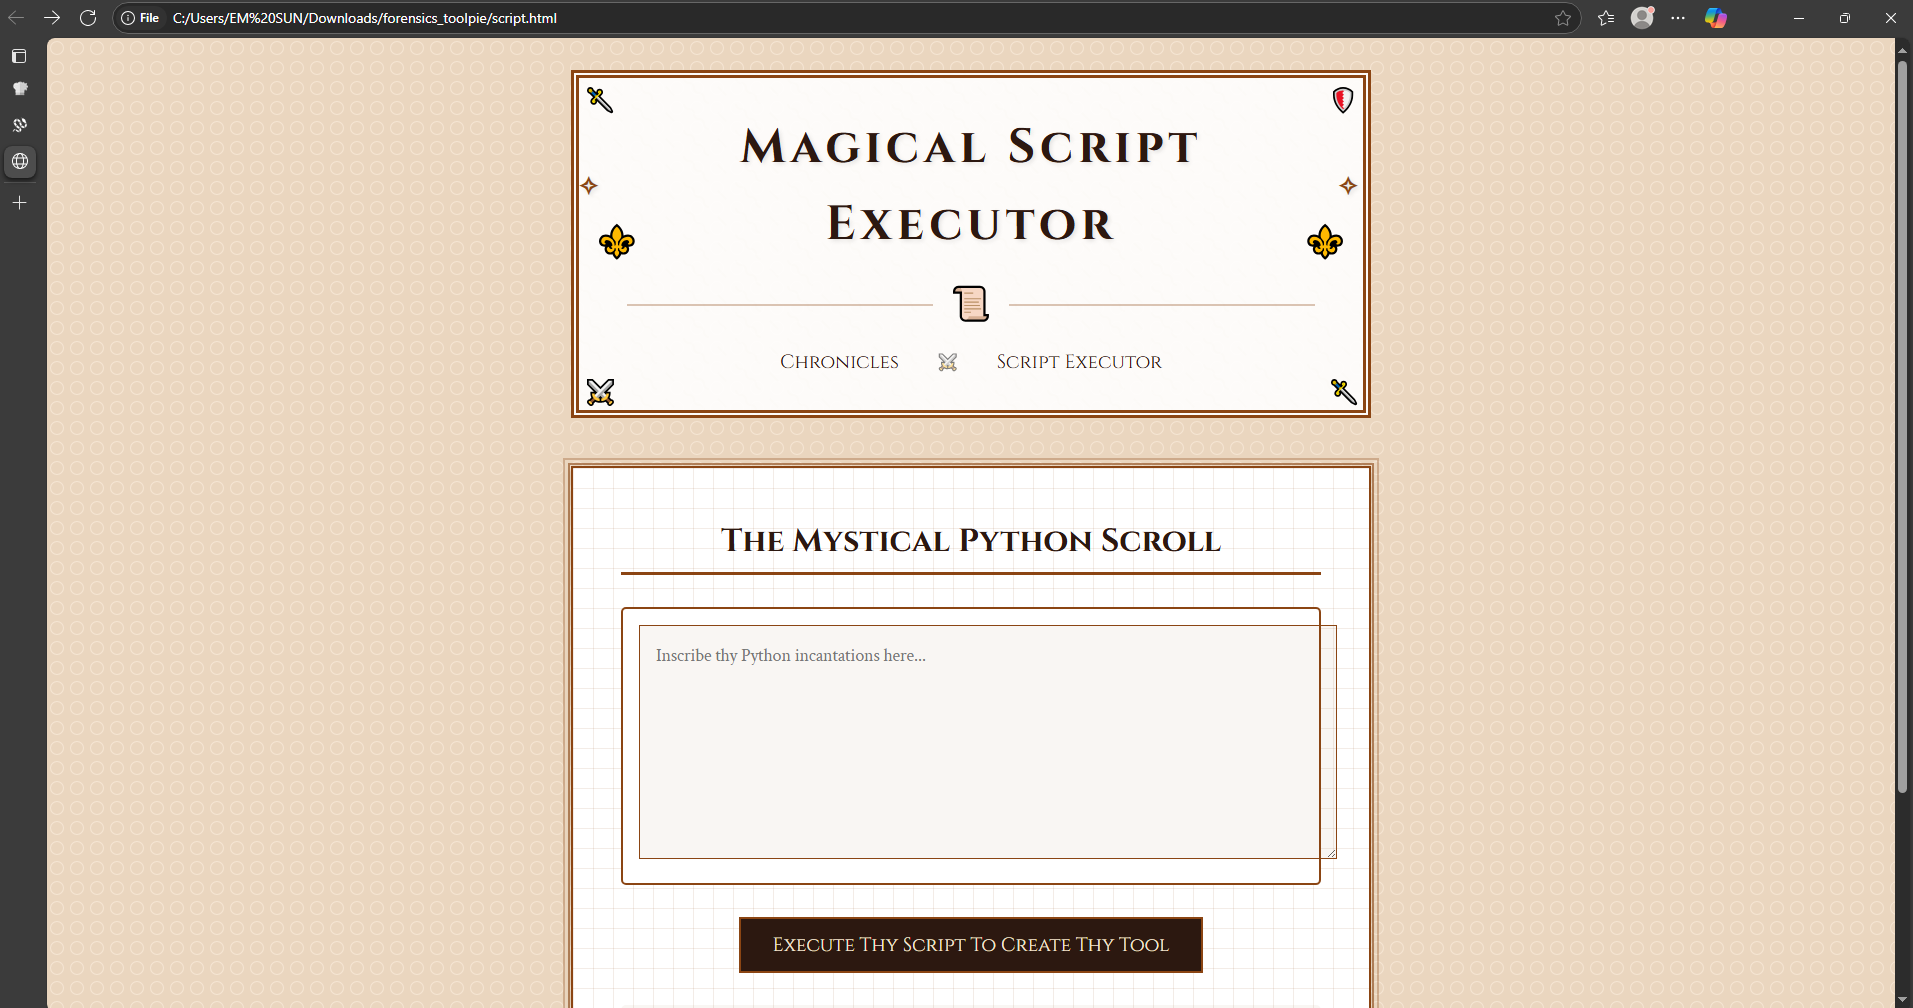 File
C:/Users/EM%20SUN/Downloads/forensics_toolpie/script.html
Magical Script
Executor
Chronicles
Script Executor
The Mystical Python Scroll
Inscribe thy Python incantations here...
Execute Thy Script To Create Thy Tool